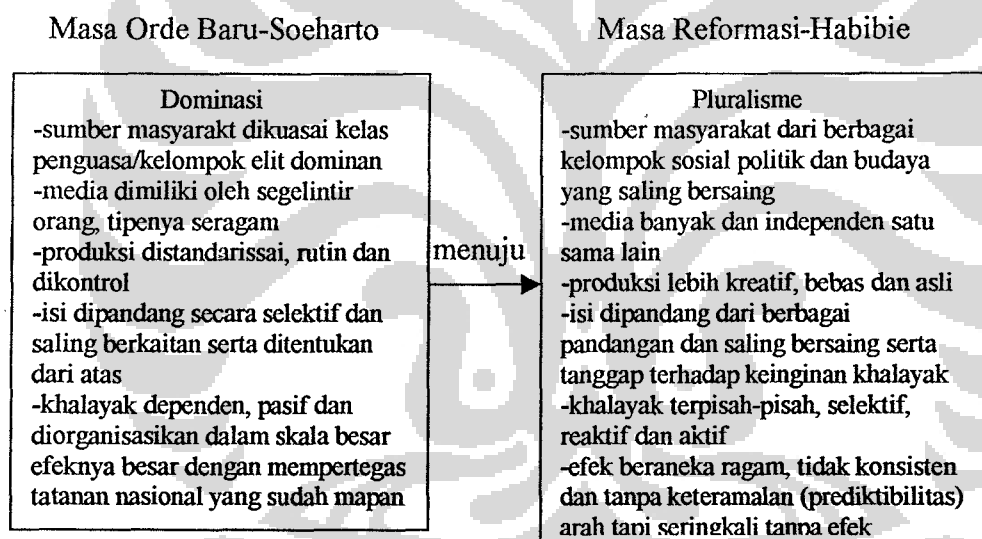 Masa Orde Baru-Soeharto
Masa Reformasi-Habibie
Dominasi
-sumber masyarakt dikuasai kelas
penguasa/kelompok elit dominan
-media dimiliki oleh segelintir
orang, tipenya seragam
-produksi distandarissai, rutin dan
dikontrol
-isi dipandang secara selektif dan
saling berkaitan serta ditentukan
dari atas
-khalayak dependen, pasif dan
diorganisasikan dalam skala besar
efeknya besar dengan mempertegas
tatanan nasional yang sudah mapan
menuju
Pluralisme
-sumber masyarakat dari berbagai
kelompok sosial politik dan budaya
yang saling bersaing
-media banyak dan independen satu
sama lain
-produksi lebih kreatif, bebas dan asli
-isi dipandang dari berbagai
pandangan dan saling bersaing serta
tanggap terhadap keinginan khalayak
-khalayak terpisah-pisah, selektif,
reaktif dan aktif
-efek beraneka ragam, tidak konsisten
dan tanpa keteramalan (prediktibilitas)
arah tapi seringkali tanpa efek